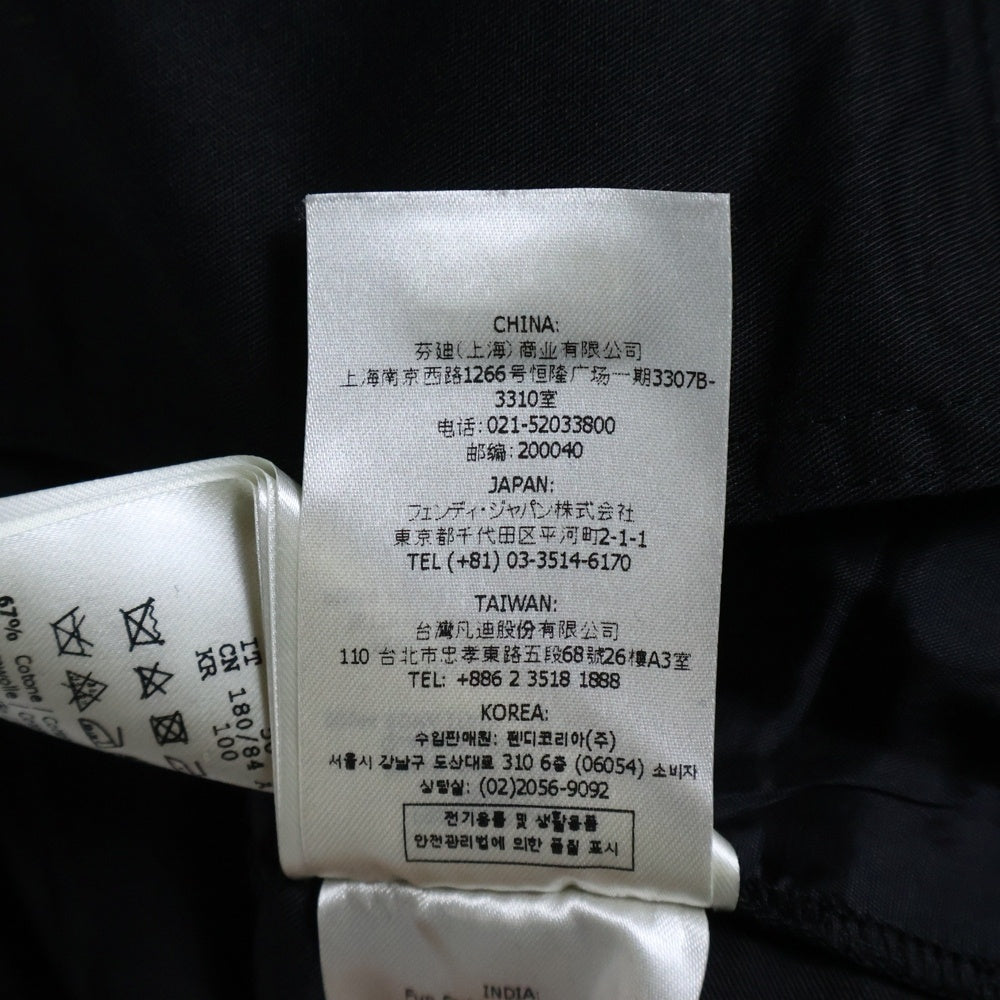 CHINA:
芬迪(上海)商业有限公司
上海南京西路1266号恒隆广场一期3307B-
3310室
电话:021-52033800
邮编:200040
JAPAN:
フェンディ・ジャパン株式会社
東京都千代田区平河町2-1-1
TEL (+81) 03-3514-6170
TAIWAN:
台灣凡迪股份有限公司
110 台北市忠孝東路五段68號26樓A3室
TEL: +886 2 3518 1888
KOREA:
수입판매원: 펜디코리아(주)
서울시 강남구 도산대로 310 6층 (06054) 소비자
상담실: (02)2056-9092
전기용품 및 생활용품
안전관리법에 의한 품질 표시
INDIA:
IT
CN 180/84 A
KR 100
67% Cotone